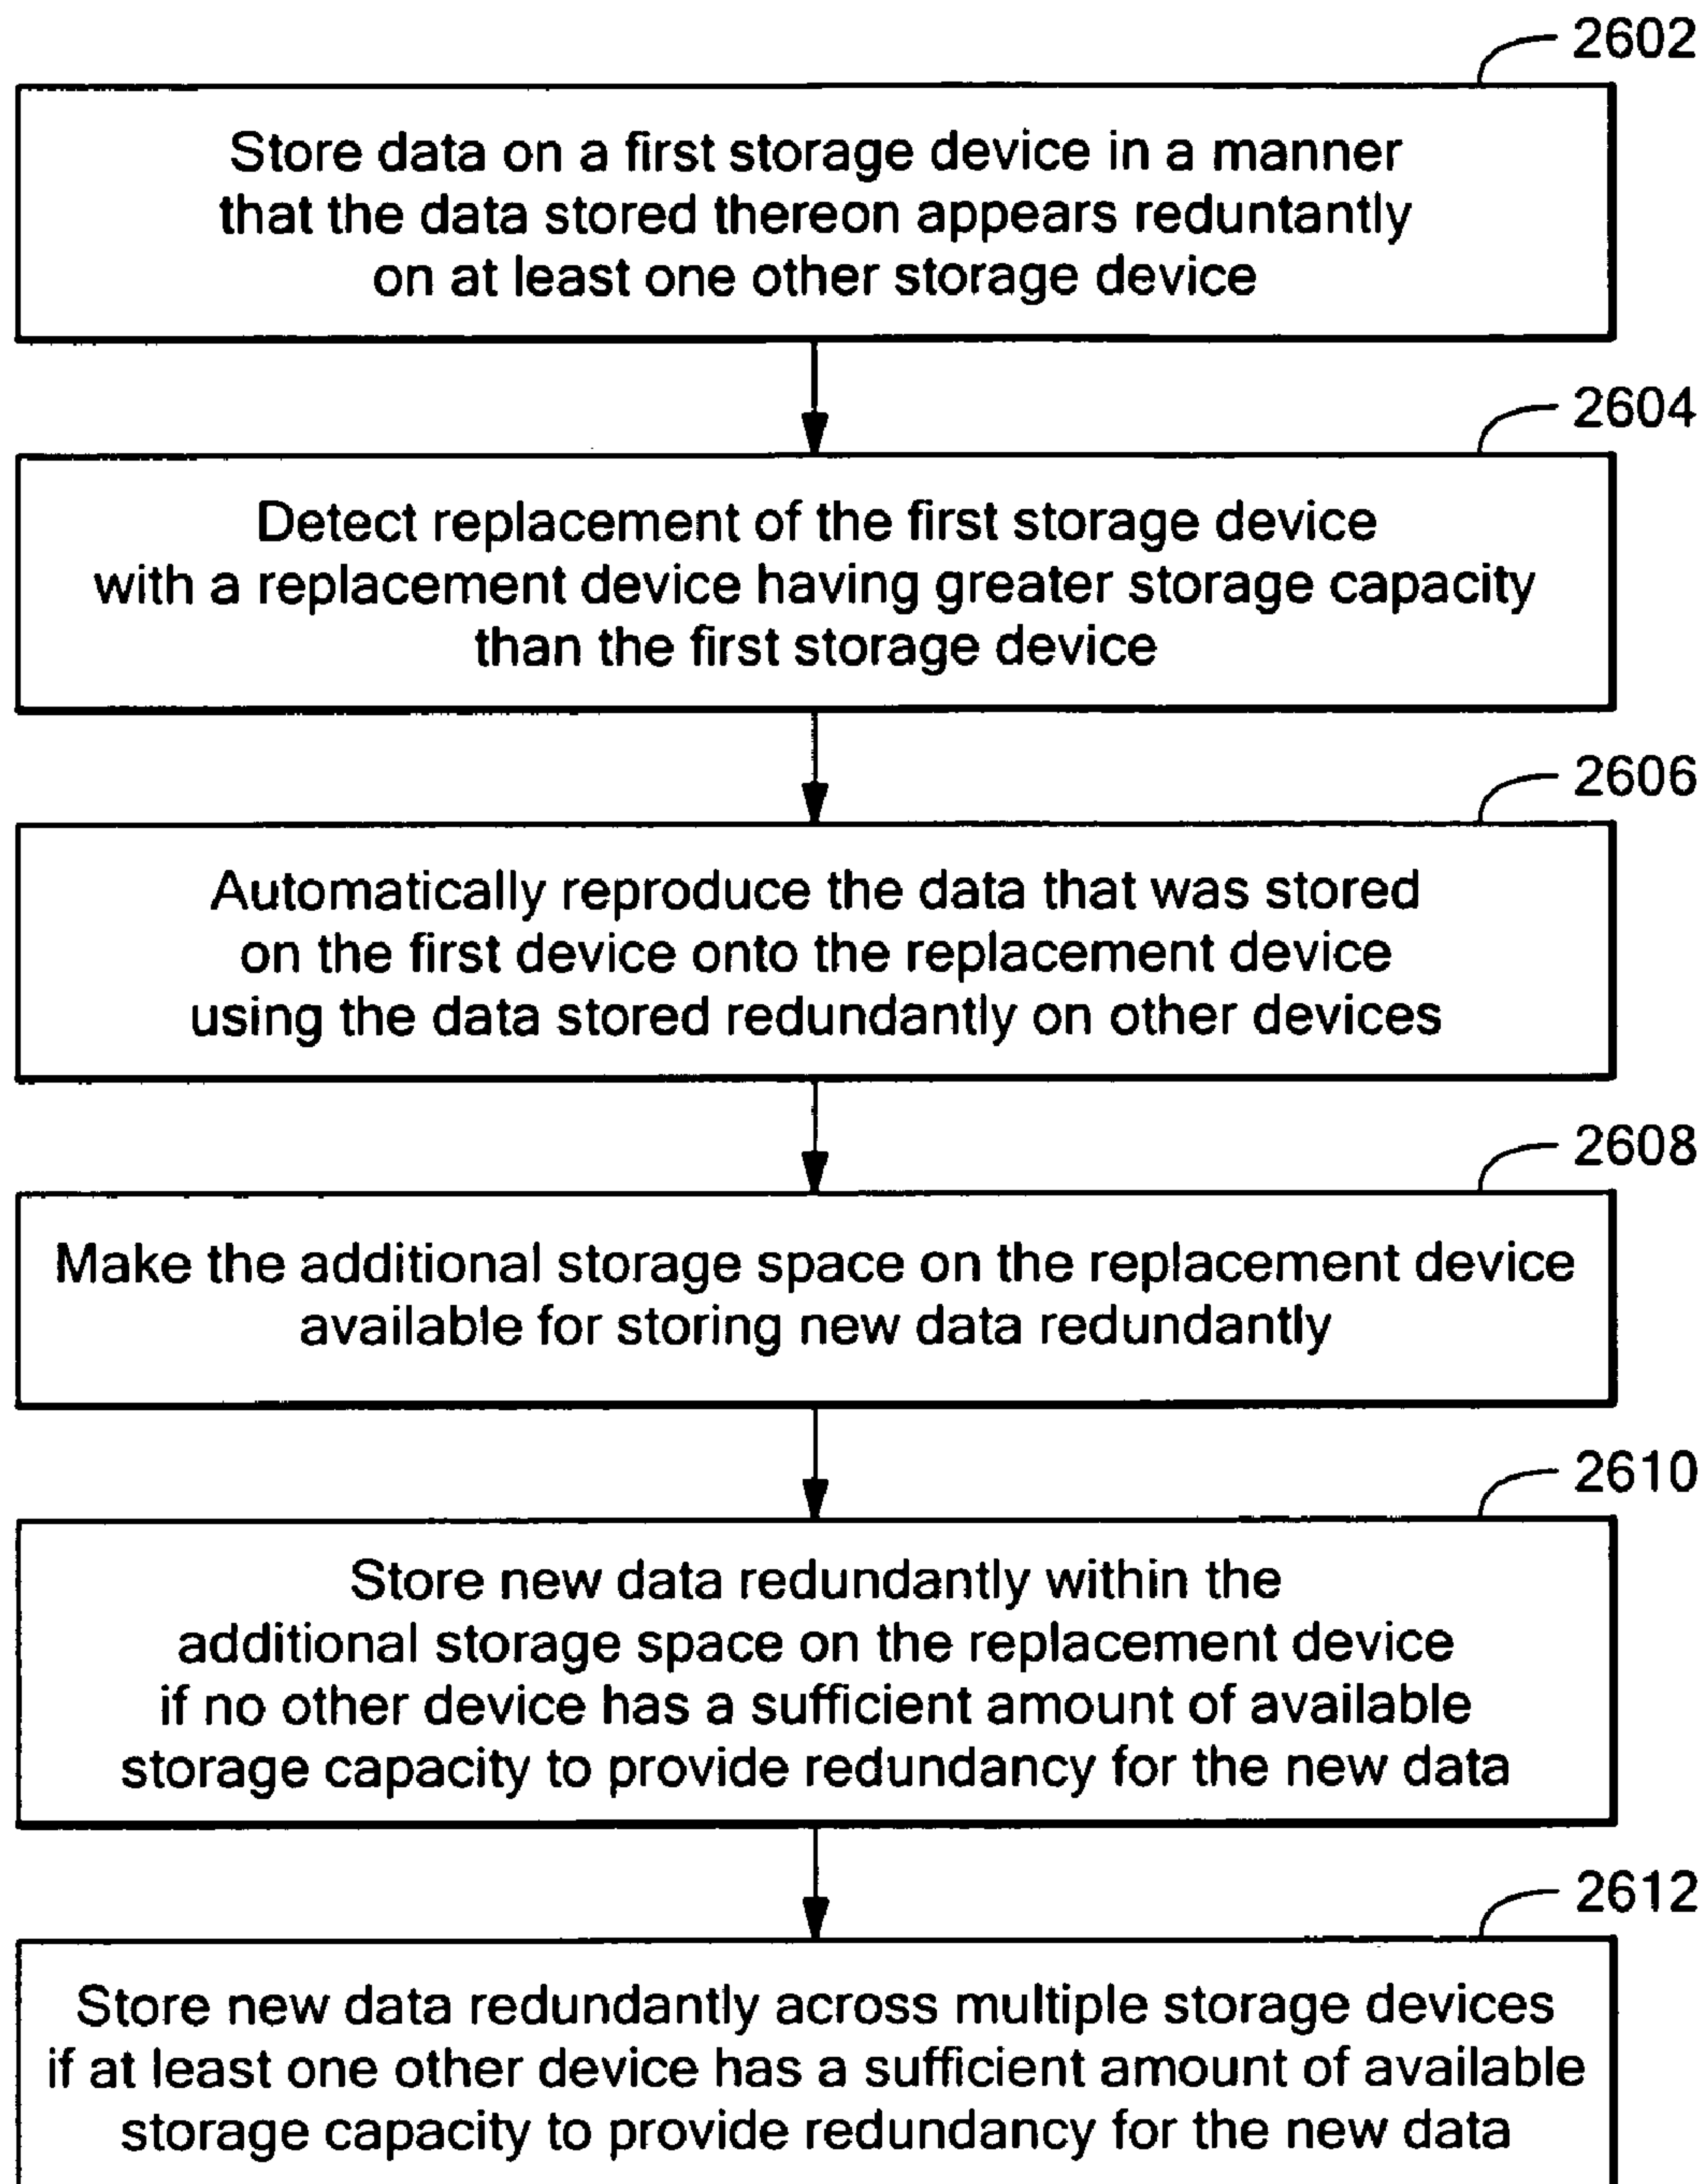 2602
Store data on a first storage device in a manner
that the data stored thereon appears reduntantly
on at least one other storage device
2604
Detect replacement of the first storage device
with a replacement device having greater storage capacity
than the first storage device
2606
Automatically reproduce the data that was stored
on the first device onto the replacement device
using the data stored redundantly on other devices
2608
Make the additional storage space on the replacement device
available for storing new data redundantly
2610
Store new data redundantly within the
additional storage space on the replacement device
if no other device has a sufficient amount of available
storage capacity to provide redundancy for the new data
2612
Store new data redundantly across multiple storage devices
if at least one other device has a sufficient amount of available
storage capacity to provide redundancy for the new data